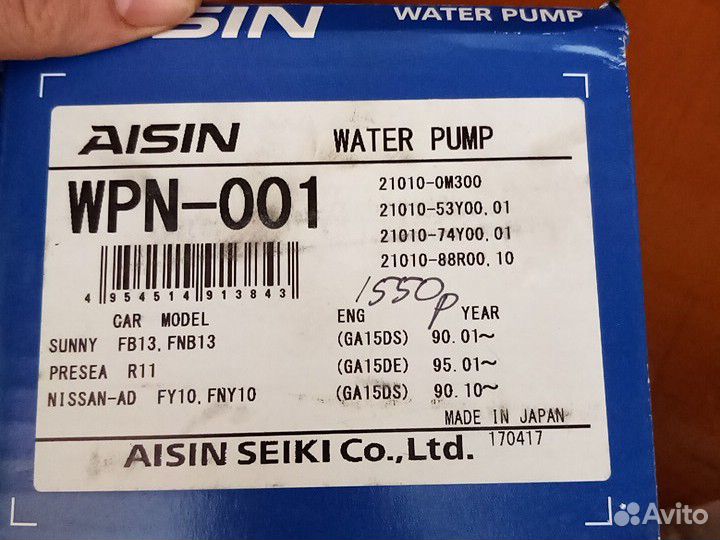 AISIN WATER PUMP
AISIN WATER PUMP
WPN-001
21010-0M300
21010-53Y00,01
21010-74Y00,01
21010-88R00,10
4 954514 913843
1550р
CAR MODEL ENG YEAR
SUNNY FB13,FNB13 (GA15DS) 90.01~
PRESEA R11 (GA15DE) 95.01~
NISSAN-AD FY10,FNY10 (GA15DS) 90.10~
MADE IN JAPAN
170417
AISIN SEIKI Co.,Ltd.
Avito